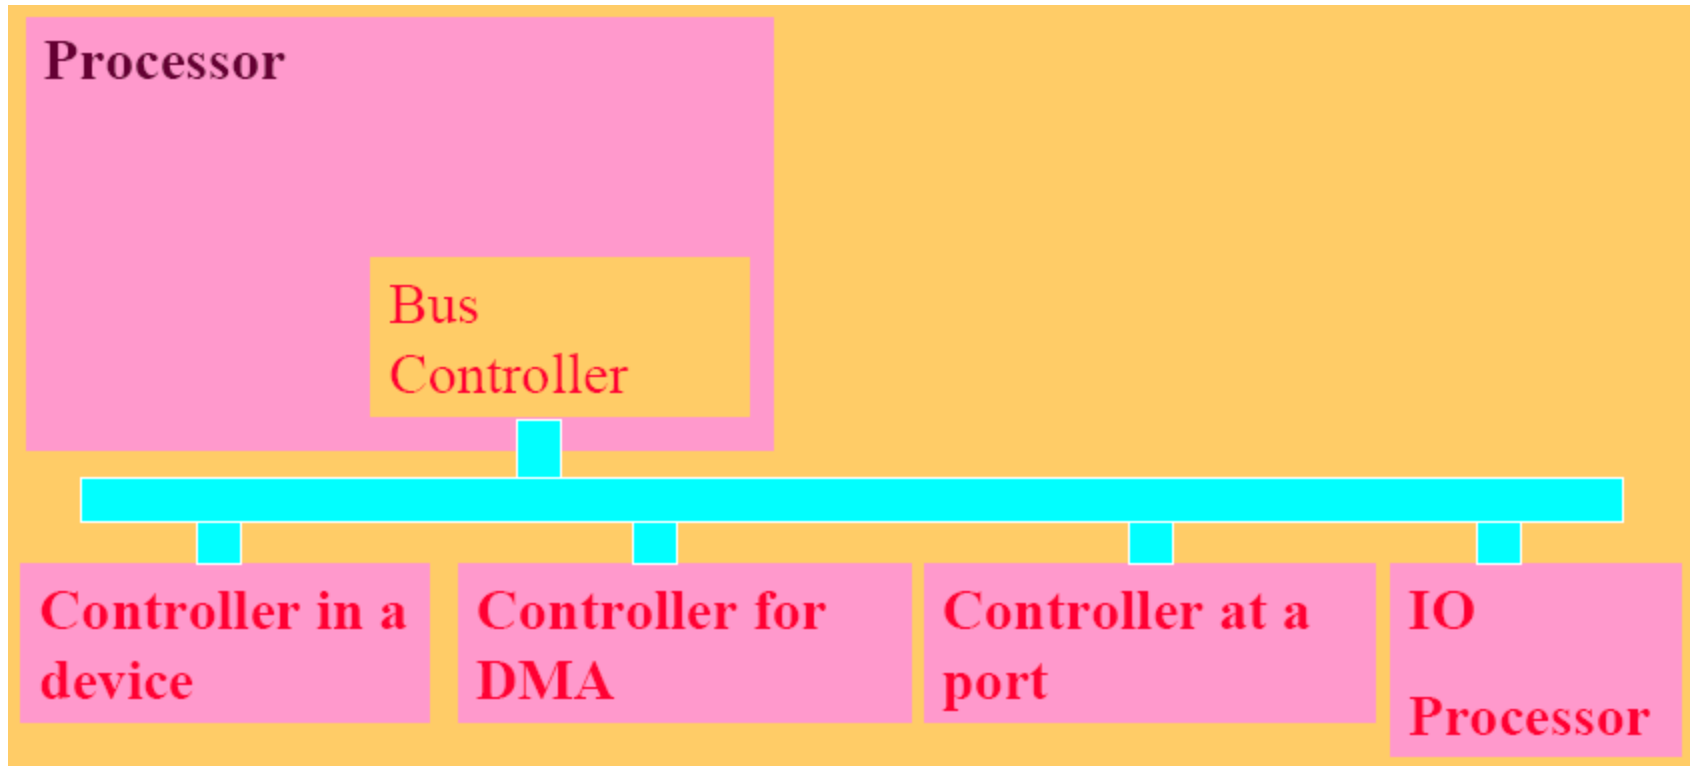 Processor
Bus
Controller
Controller in a
device
Controller for
DMA
Controller at a
port
IO
Processor